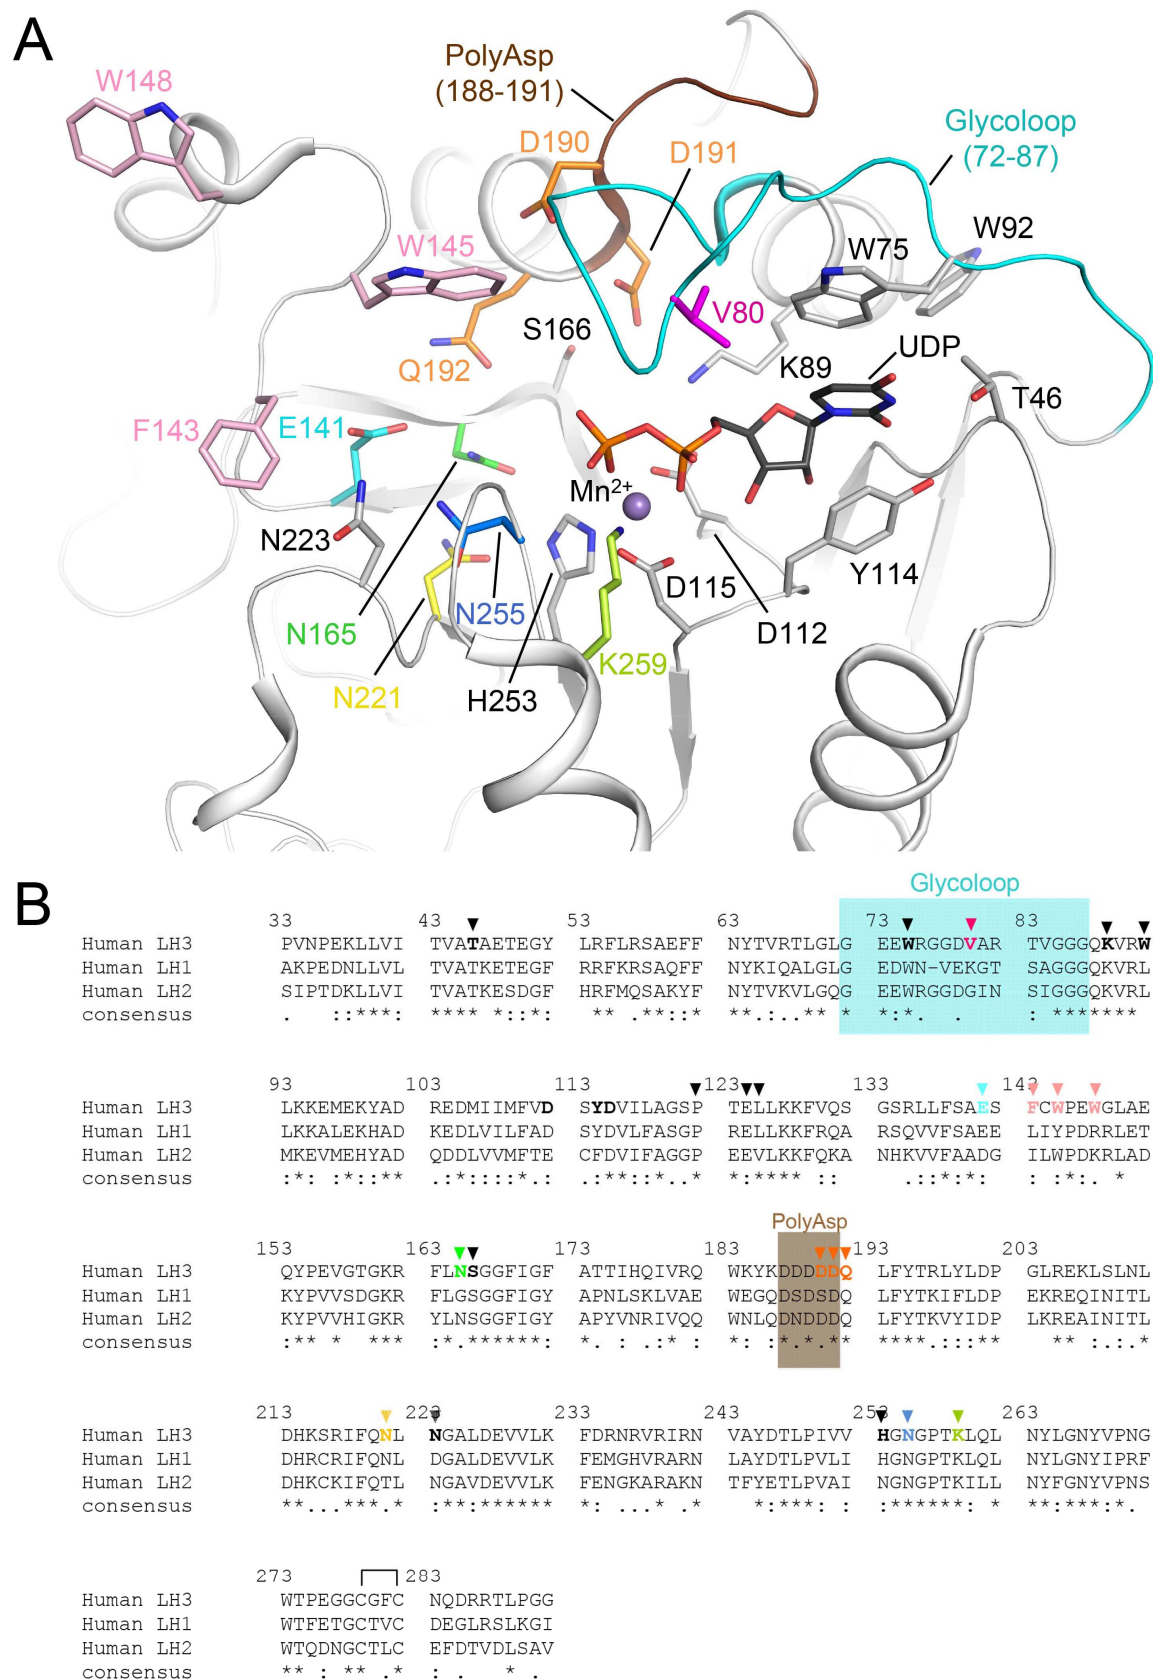 A
W148
PolyAsp
(188-191)
D190
D191
Glycoloop
(72-87)
W145
W75
W92
V80
S166
Q192
K89
UDP
T46
F143
E141
Mn2+
N223
Y114
D115
N165
N255
D112
K259
N221
H253
B
Glycoloop
33 43 53 63 73 83
Human LH3 PVNPEKLLVI TVATAETEGY LRFLRSAEFF NYTVRTLGLG EEWRGGDVAR TVGGGQKVRW
Human LH1 AKPEDNLLVL TVATKETEGF RRFKRSAQFF NYKIQALGLG EDWN-VEKGT SAGGGQKVRL
Human LH2 SIPTDKLLVI TVATKESDGF HRFMQSAKYF NYTVKVLGQG EEWRGGDGIN SIGGGQKVRL
consensus . ::***: **** *::*: ** .**:.* **.:..** * *:*. . : *******
93 103 113 123 133 143
Human LH3 LKKEMEKYAD REDMIIMFVD SYDVILAGSP TELLKKFVQS GSRLLFSAES FCWPEWGLAE
Human LH1 LKKALEKHAD KEDLVILFAD SYDVLFASGP RELLKKFRQA RSQVVFSAEE LIYPDRRLET
Human LH2 MKEVMEHYAD QDDLVVMFTE CFDVIFAGGP EEVLKKFQKA NHKVVFAADG ILWPDKRLAD
consensus :*: :*::** .:*::::*.: .:**::*..* *:**** :: .::*:*: : :*: . *
PolyAsp
153 163 173 183 193 203
Human LH3 QYPEVGTGKR FLNSGGFIGF ATTIHQIVRQ WKYKDDDDDQ LFYTRLYLDP GLREKLSLNL
Human LH1 KYPVVSDGKR FLGSGGFIGY APNLSKLVAE WEGQDSDSDQ LFYTKIFLDP EKREQINITL
Human LH2 KYPVVHIGKR YLNSGGFIGY APYVNRIVQQ WNLQDNDDDQ LFYTKVYIDP LKREAINITL
consensus :** * *** :*.******: *. : .:* : *: :*.*.** ****.:::** ** :.:.*
213 223 233 243 253 263
Human LH3 DHKSRIFQNL NGALDEVVLK FDRNRVRIRN VAYDTLPIVV HGNGPTKLQL NYLGNYVPNG
Human LH1 DHRCRIFQNL DGALDEVVLK FEMGHVRARN LAYDTLPVLI HGNGPTKLQL NYLGNYIPRF
Human LH2 DHKCKIFQTL NGAVDEVVLK FENGKARAKN TFYETLPVAI NGNGPTKILL NYFGNYVPNS
consensus **...:***.* :**:****** *: ...* :* *:***: : :******: * **:***:*.
273 283
Human LH3 WTPEGGCGFC NQDRRTLPGG
Human LH1 WTFETGCTVC DEGLRSLKGI
Human LH2 WTQDNGCTLC EFDTVDLSAV
consensus ** : ** .* : . * .